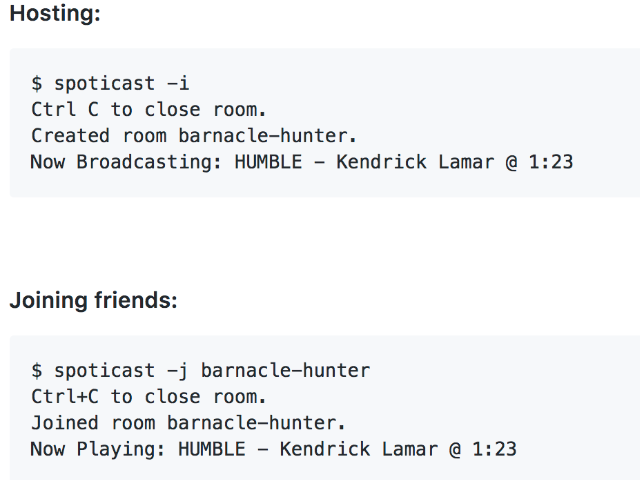 Hosting:
$ spoticast -i
Ctrl C to close room.
Created room barnacle-hunter.
Now Broadcasting: HUMBLE - Kendrick Lamar @ 1:23
Joining friends:
$ spoticast -j barnacle-hunter
Ctrl+C to close room.
Joined room barnacle-hunter.
Now Playing: HUMBLE - Kendrick Lamar @ 1:23